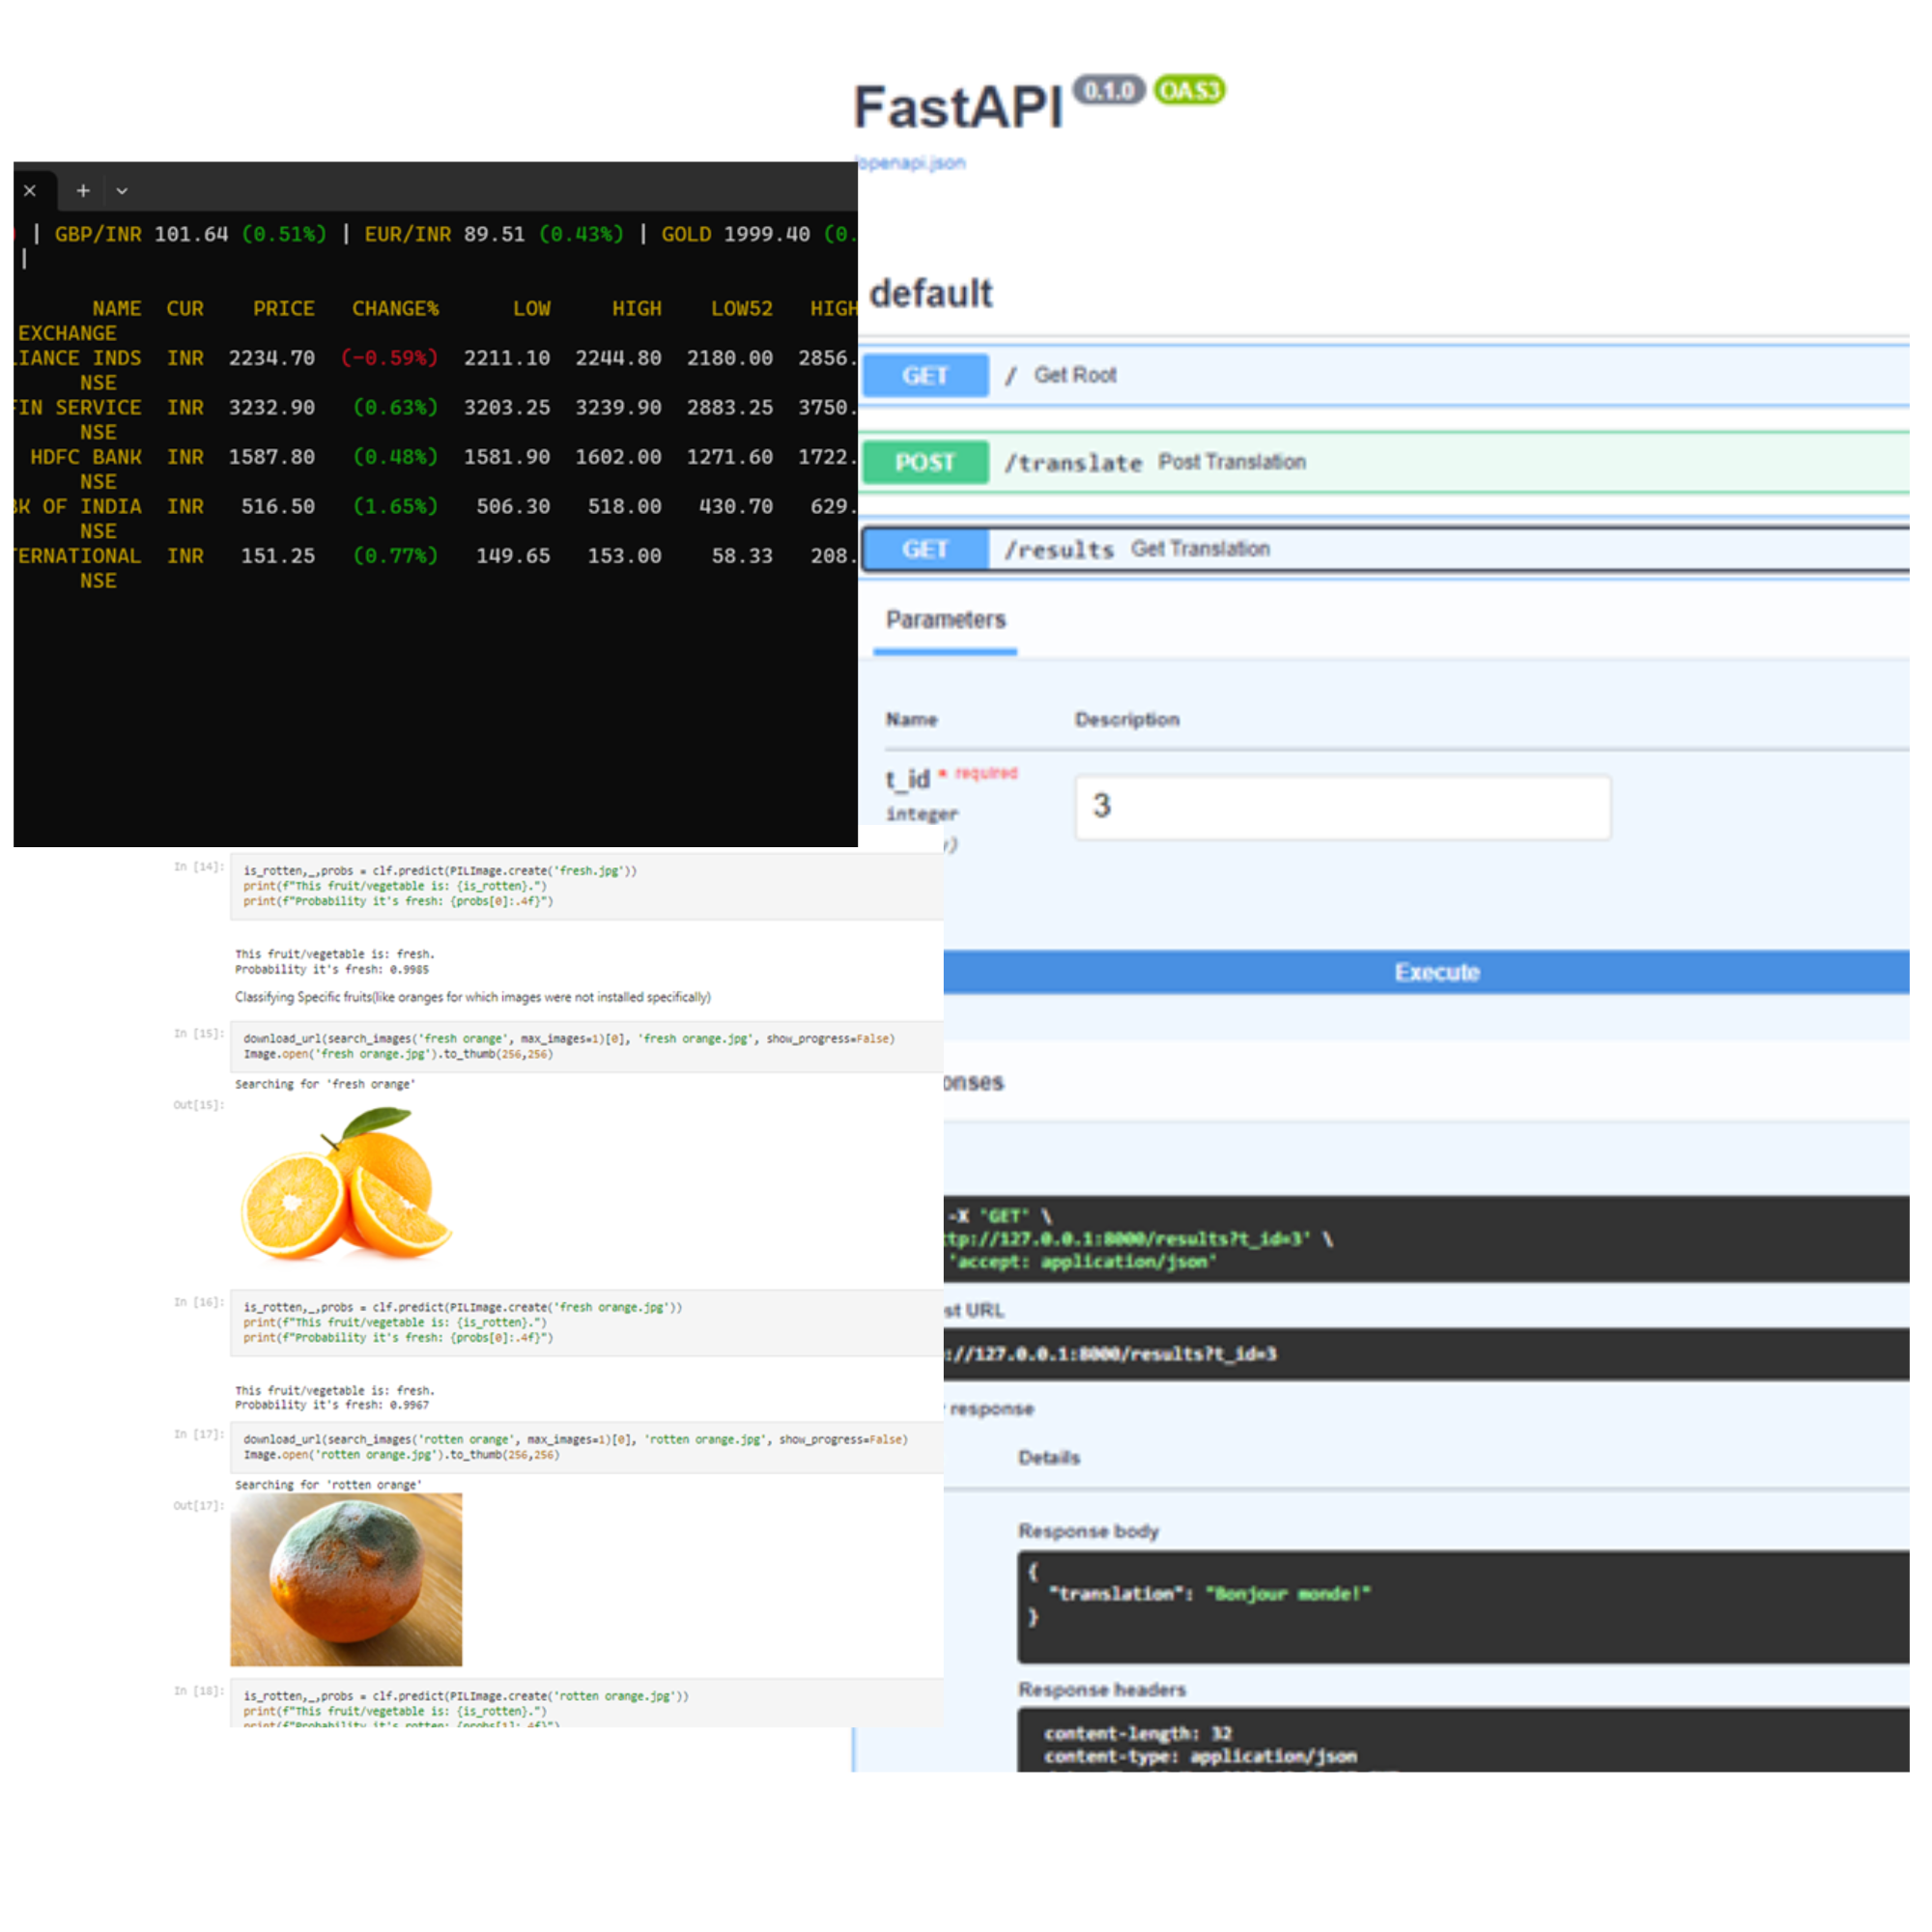 FastAPI 0.1.0 OAS3
openapi.json
| GBP/INR 101.64 (0.51%) | EUR/INR 89.51 (0.43%) | GOLD 1999.40 (0.
|
NAME CUR PRICE CHANGE% LOW HIGH LOW52 HIGH
EXCHANGE
LIANCE INDS INR 2234.70 (-0.59%) 2211.10 2244.80 2180.00 2856.
NSE
FIN SERVICE INR 3232.90 (0.63%) 3203.25 3239.90 2883.25 3750.
NSE
HDFC BANK INR 1587.80 (0.48%) 1581.90 1602.00 1271.60 1722.
NSE
BK OF INDIA INR 516.50 (1.65%) 506.30 518.00 430.70 629.
NSE
TERNATIONAL INR 151.25 (0.77%) 149.65 153.00 58.33 208.
NSE
default
GET / Get Root
POST /translate Post Translation
GET /results Get Translation
Parameters
Name Description
t_id * required
integer
3
y)
Execute
onses
-X 'GET' \
tp://127.0.0.1:8000/results?t_id=3' \
'accept: application/json'
st URL
://127.0.0.1:8000/results?t_id=3
response
Details
Response body
{
"translation": "Bonjour monde!"
}
Response headers
content-length: 32
content-type: application/json
In [14]:
is_rotten,_,probs = clf.predict(PILImage.create('fresh.jpg'))
print(f"This fruit/vegetable is: {is_rotten}.")
print(f"Probability it's fresh: {probs[0]:.4f}")
This fruit/vegetable is: fresh.
Probability it's fresh: 0.9985
Classifying Specific fruits(like oranges for which images were not installed specifically)
In [15]:
download_url(search_images('fresh orange', max_images=1)[0], 'fresh orange.jpg', show_progress=False)
Image.open('fresh orange.jpg').to_thumb(256,256)
Searching for 'fresh orange'
Out[15]:
In [16]:
is_rotten,_,probs = clf.predict(PILImage.create('fresh orange.jpg'))
print(f"This fruit/vegetable is: {is_rotten}.")
print(f"Probability it's fresh: {probs[0]:.4f}")
This fruit/vegetable is: fresh.
Probability it's fresh: 0.9967
In [17]:
download_url(search_images('rotten orange', max_images=1)[0], 'rotten orange.jpg', show_progress=False)
Image.open('rotten orange.jpg').to_thumb(256,256)
Searching for 'rotten orange'
Out[17]:
In [18]:
is_rotten,_,probs = clf.predict(PILImage.create('rotten orange.jpg'))
print(f"This fruit/vegetable is: {is_rotten}.")
print(f"Probability it's rotten: {probs[1]:.4f}")